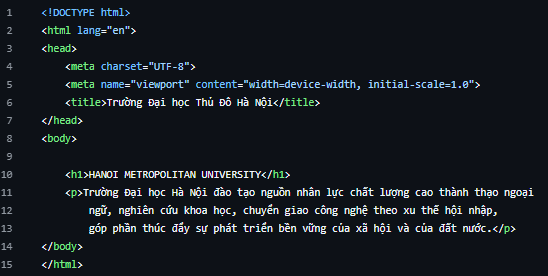 1 <!DOCTYPE html>
2 <html lang="en">
3 <head>
4 <meta charset="UTF-8">
5 <meta name="viewport" content="width=device-width, initial-scale=1.0">
6 <title>Trường Đại học Thủ Đô Hà Nội</title>
7 </head>
8 <body>
9
10 <h1>HANOI METROPOLITAN UNIVERSITY</h1>
11 <p>Trường Đại học Hà Nội đào tạo nguồn nhân lực chất lượng cao thành thạo ngoại
12 ngữ, nghiên cứu khoa học, chuyển giao công nghệ theo xu thế hội nhập,
13 góp phần thúc đẩy sự phát triển bền vững của xã hội và của đất nước.</p>
14 </body>
15 </html>